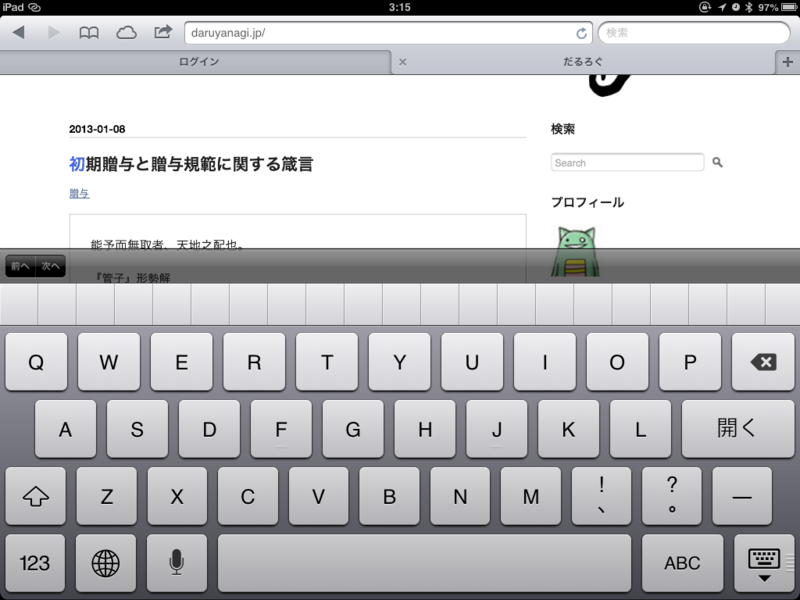 iPad 3:15 97%
daruyanagi.jp/ 検索
ログイン だるろぐ
2013-01-08
初期贈与と贈与規範に関する箴言
贈与
能予而無取者、天地之配也。
『管子』形勢解
検索
Search
プロフィール
前へ 次へ
Q W E R T Y U I O P
A S D F G H J K L 開く
Z X C V B N M ! 、 ? 。 ー
123 ABC